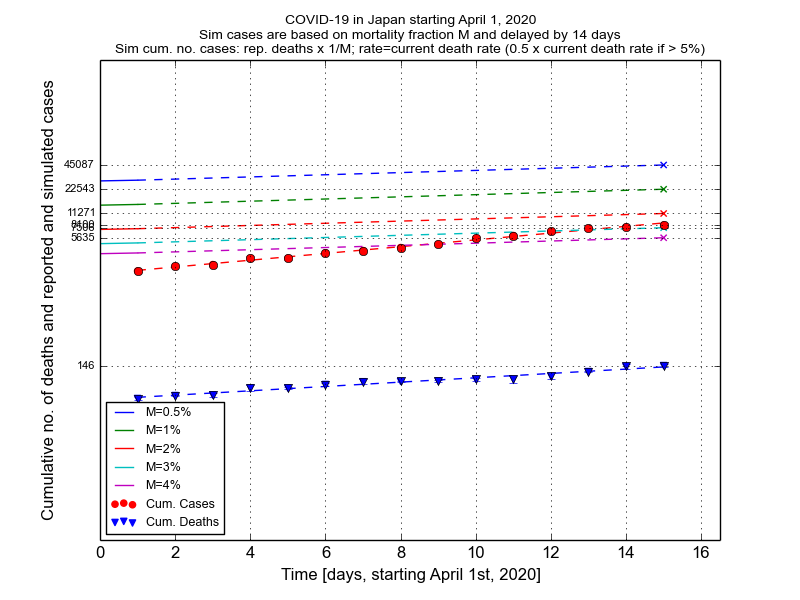 COVID-19 in Japan starting April 1, 2020
Sim cases are based on mortality fraction M and delayed by 14 days
Sim cum. no. cases: rep. deaths x 1/M; rate=current death rate (0.5 x current death rate if > 5%)
Cumulative no. of deaths and reported and simulated cases
45087
22543
11271
5635
146
M=0.5%
M=1%
M=2%
M=3%
M=4%
Cum. Cases
Cum. Deaths
0 2 4 6 8 10 12 14 16
Time [days, starting April 1st, 2020]